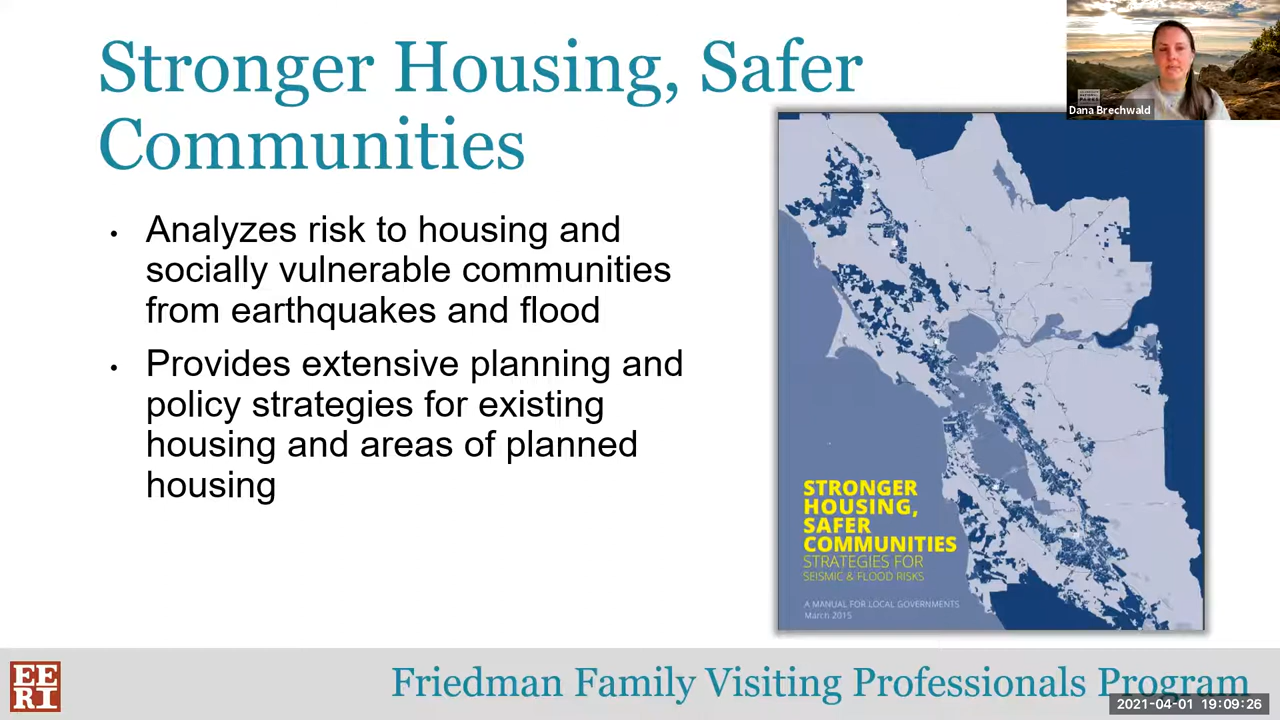 Stronger Housing, Safer
Communities
Dana Brechwald
• Analyzes risk to housing and
socially vulnerable communities
from earthquakes and flood
• Provides extensive planning and
policy strategies for existing
housing and areas of planned
housing
STRONGER
HOUSING,
SAFER
COMMUNITIES
STRATEGIES FOR
SEISMIC & FLOOD RISKS
A MANUAL FOR LOCAL GOVERNMENTS
March 2015
EE
RI
Friedman Family Visiting Professionals Program
2021-04-01 19:09:26